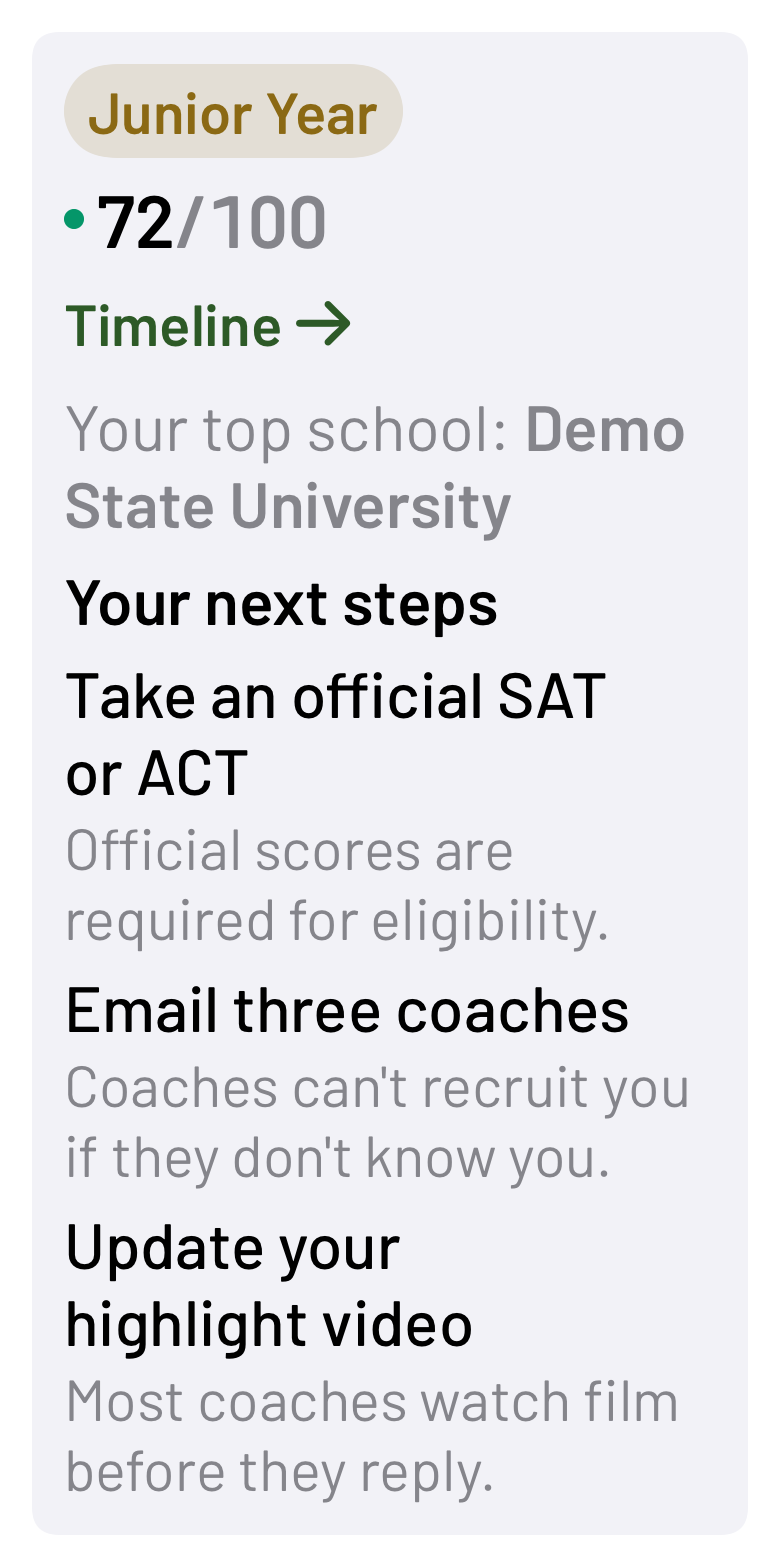 Junior Year
72/100
Timeline →
Your top school: Demo
State University
Your next steps
Take an official SAT
or ACT
Official scores are
required for eligibility.
Email three coaches
Coaches can't recruit you
if they don't know you.
Update your
highlight video
Most coaches watch film
before they reply.